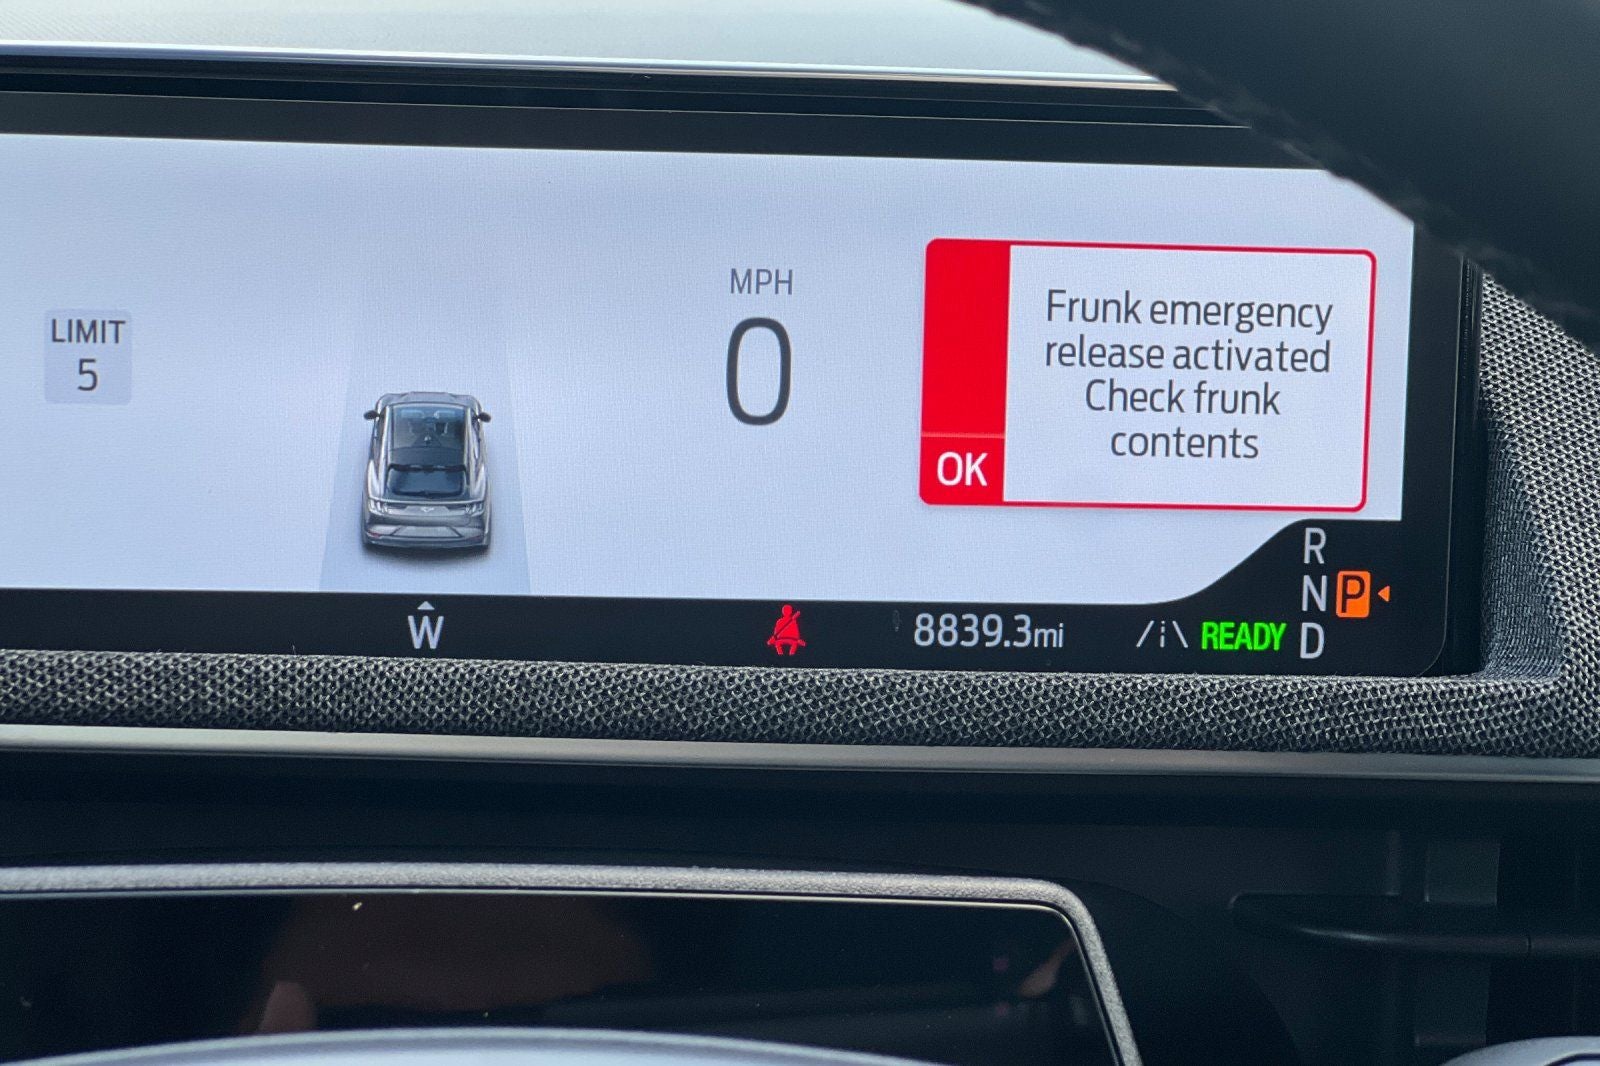 LIMIT
5
MPH
0
Frunk emergency
release activated
Check frunk
contents
OK
W
8839.3mi
READY
R
N P
D